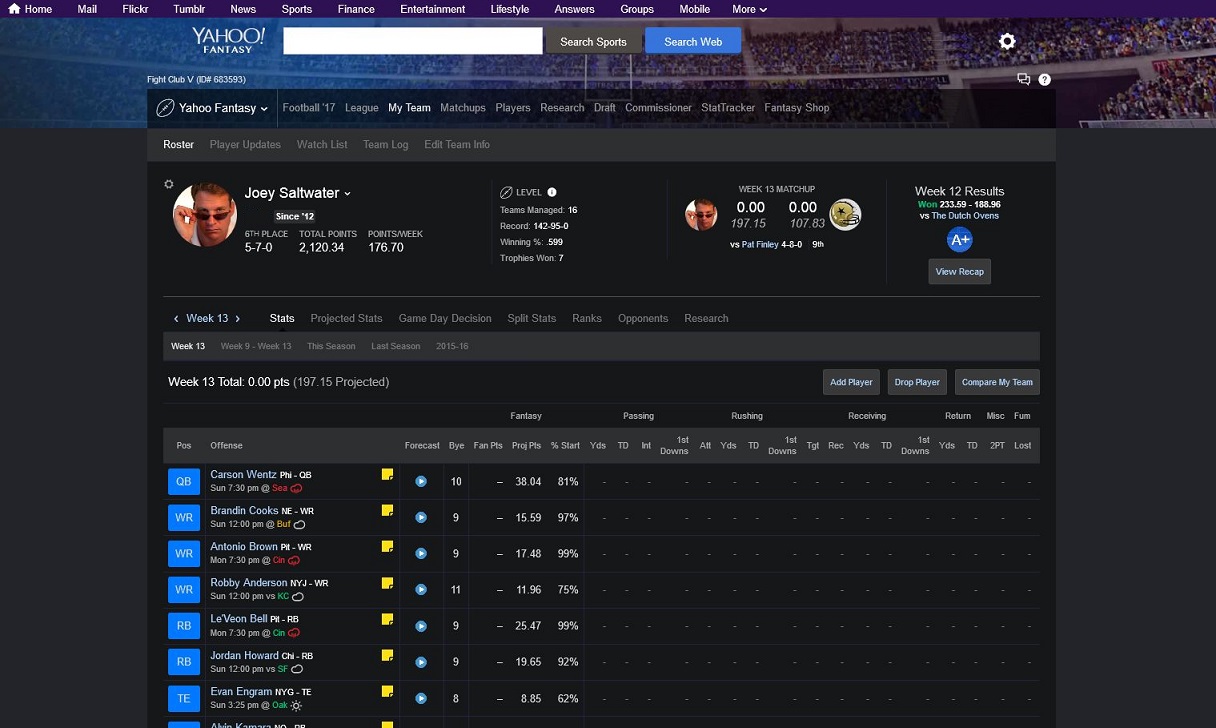 Home Mail Flickr Tumblr News Sports Finance Entertainment Lifestyle Answers Groups Mobile More
YAHOO!
FANTASY
Search Sports Search Web
Fight Club V (ID# 683593)
Yahoo Fantasy Football '17 League My Team Matchups Players Research Draft Commissioner StatTracker Fantasy Shop
Roster Player Updates Watch List Team Log Edit Team Info
Joey Saltwater
Since '12
6TH PLACE TOTAL POINTS POINTS/WEEK
5-7-0 2,120.34 176.70
LEVEL
Teams Managed: 16
Record: 142-95-0
Winning %: .599
Trophies Won: 7
WEEK 13 MATCHUP
0.00 0.00
197.15 107.83
vs Pat Finley 4-8-0 9th
Week 12 Results
Won 233.59 - 188.96
vs The Dutch Ovens
A+
View Recap
Week 13 Stats Projected Stats Game Day Decision Split Stats Ranks Opponents Research
Week 13 Week 9 - Week 13 This Season Last Season 2015-16
Week 13 Total: 0.00 pts (197.15 Projected) Add Player Drop Player Compare My Team
Fantasy Passing Rushing Receiving Return Misc Fum
Pos Offense Forecast Bye Fan Pts Proj Pts % Start Yds TD Int 1st Downs Att Yds TD 1st Downs Tgt Rec Yds TD 1st Downs Yds TD 2PT Lost
QB Carson Wentz Phi - QB 10 – 38.04 81% - - - - - - - - - - - - - - - - -
Sun 7:30 pm @ Sea
WR Brandin Cooks NE - WR 9 – 15.59 97% - - - - - - - - - - - - - - - - -
Sun 12:00 pm @ Buf
WR Antonio Brown Pit - WR 9 – 17.48 99% - - - - - - - - - - - - - - - - -
Mon 7:30 pm @ Cin
WR Robby Anderson NYJ - WR 11 – 11.96 75% - - - - - - - - - - - - - - - - -
Sun 12:00 pm vs KC
RB Le'Veon Bell Pit - RB 9 – 25.47 99% - - - - - - - - - - - - - - - - -
Mon 7:30 pm @ Cin
RB Jordan Howard Chi - RB 9 – 19.65 92% - - - - - - - - - - - - - - - - -
Sun 12:00 pm vs SF
TE Evan Engram NYG - TE 8 – 8.85 62% - - - - - - - - - - - - - - - - -
Sun 3:25 pm @ Oak
Alvin Kamara NO - RB